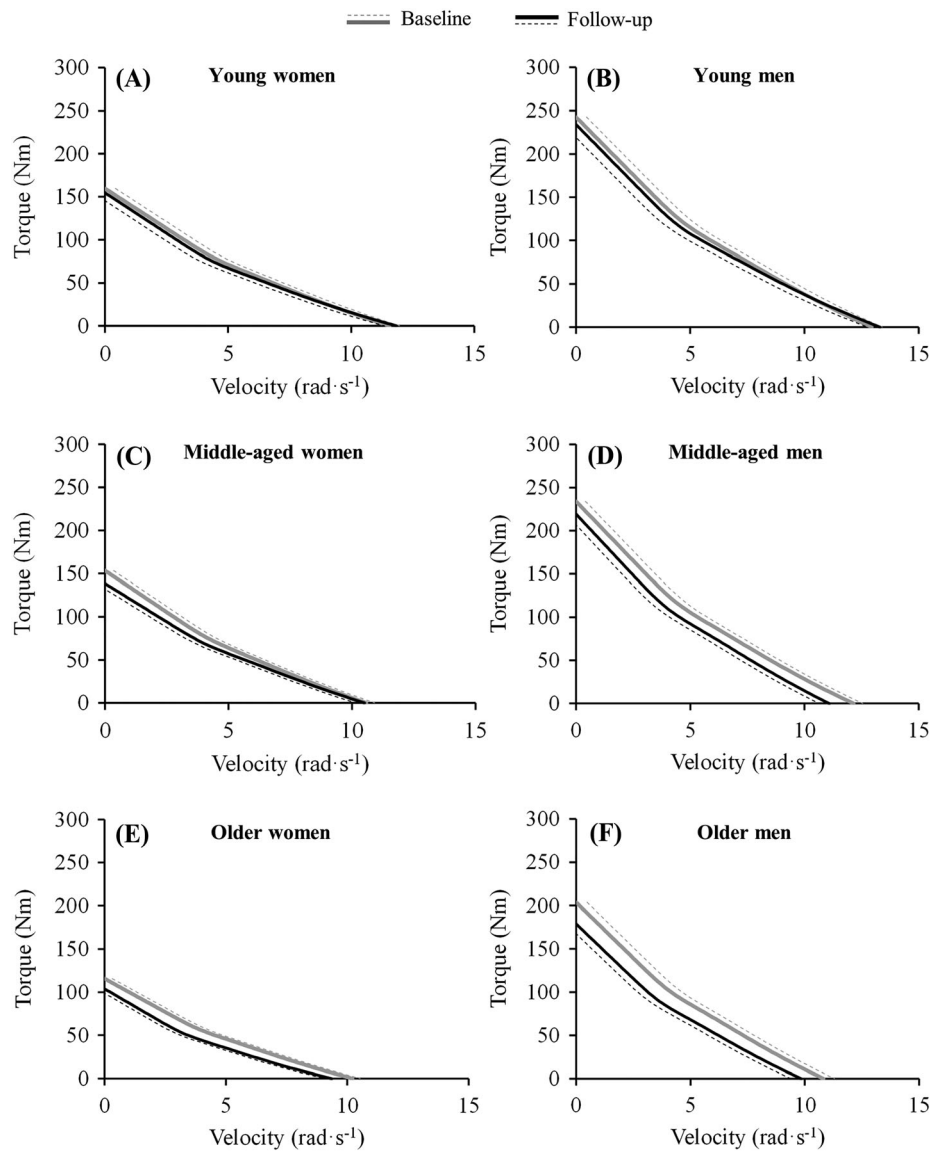 Baseline Follow-up
(A) Young women
300
250
200
150
100
50
0
Torque (Nm)
0 5 10 15
Velocity (rad·s⁻¹)
(B) Young men
300
250
200
150
100
50
0
Torque (Nm)
0 5 10 15
Velocity (rad·s⁻¹)
(C) Middle-aged women
300
250
200
150
100
50
0
Torque (Nm)
0 5 10 15
Velocity (rad·s⁻¹)
(D) Middle-aged men
300
250
200
150
100
50
0
Torque (Nm)
0 5 10 15
Velocity (rad·s⁻¹)
(E) Older women
300
250
200
150
100
50
0
Torque (Nm)
0 5 10 15
Velocity (rad·s⁻¹)
(F) Older men
300
250
200
150
100
50
0
Torque (Nm)
0 5 10 15
Velocity (rad·s⁻¹)